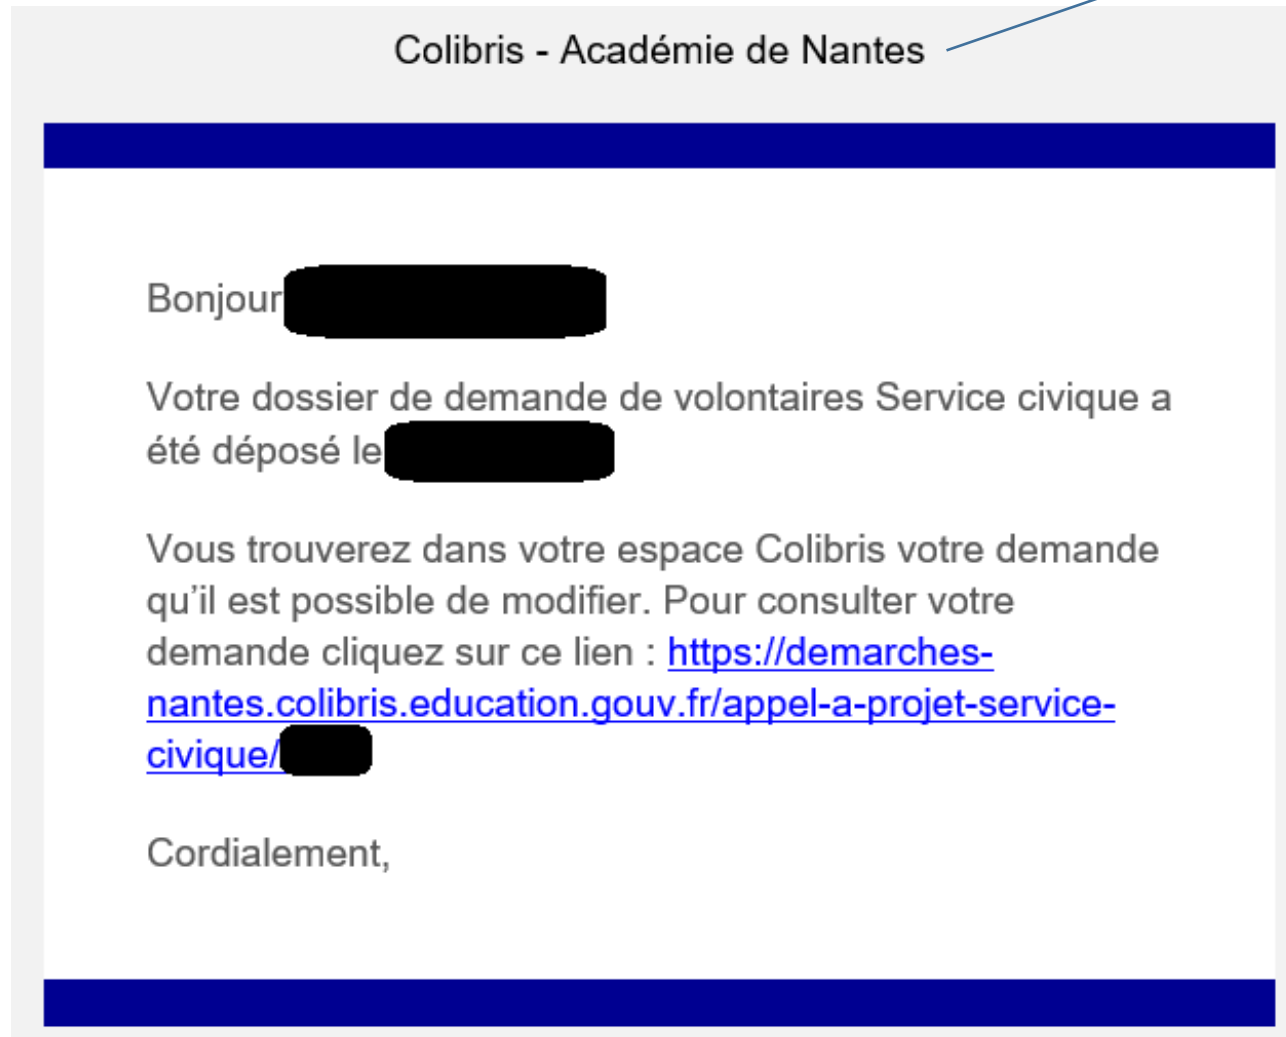 Colibris - Académie de Nantes
Bonjour
Votre dossier de demande de volontaires Service civique a
été déposé le
Vous trouverez dans votre espace Colibris votre demande
qu’il est possible de modifier. Pour consulter votre
demande cliquez sur ce lien : https://demarches-
nantes.colibris.education.gouv.fr/appel-a-projet-service-
civique/
Cordialement,